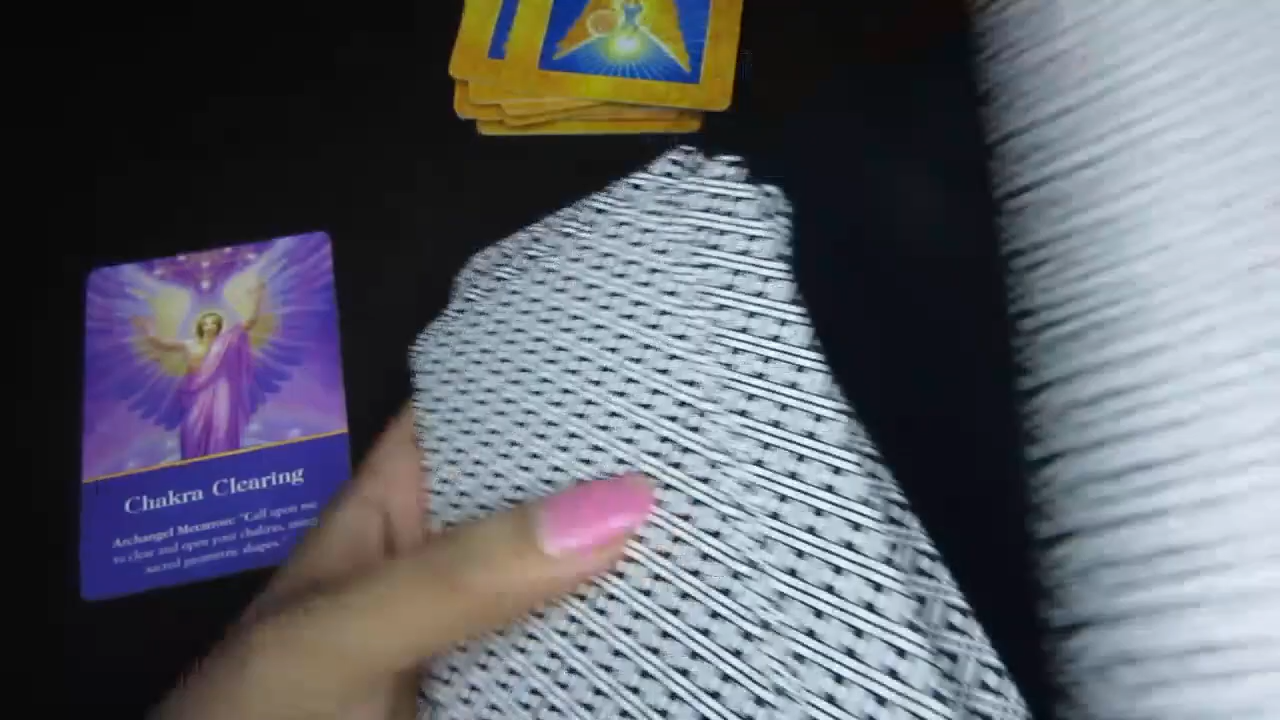 Chakra Clearing
Archangel Metatron: "Call upon me
to clear and open your chakras, using
sacred geometric shapes."